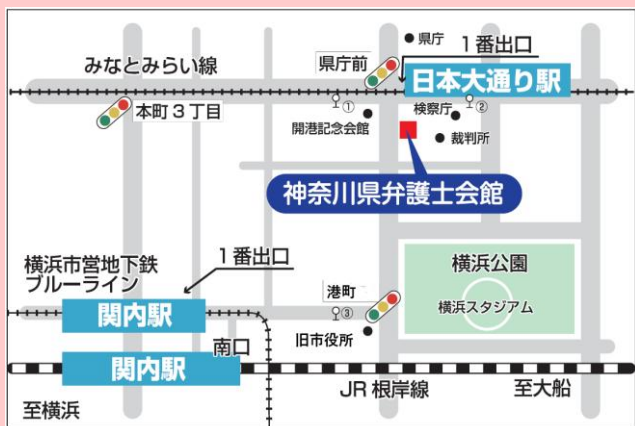 県庁
1番出口
みなとみらい線
県庁前
日本大通り駅
本町3丁目
①
検察庁
②
開港記念会館
裁判所
神奈川県弁護士会館
横浜市営地下鉄
ブルーライン
1番出口
横浜公園
港町
関内駅
③
横浜スタジアム
旧市役所
南口
関内駅
JR根岸線
至大船
至横浜